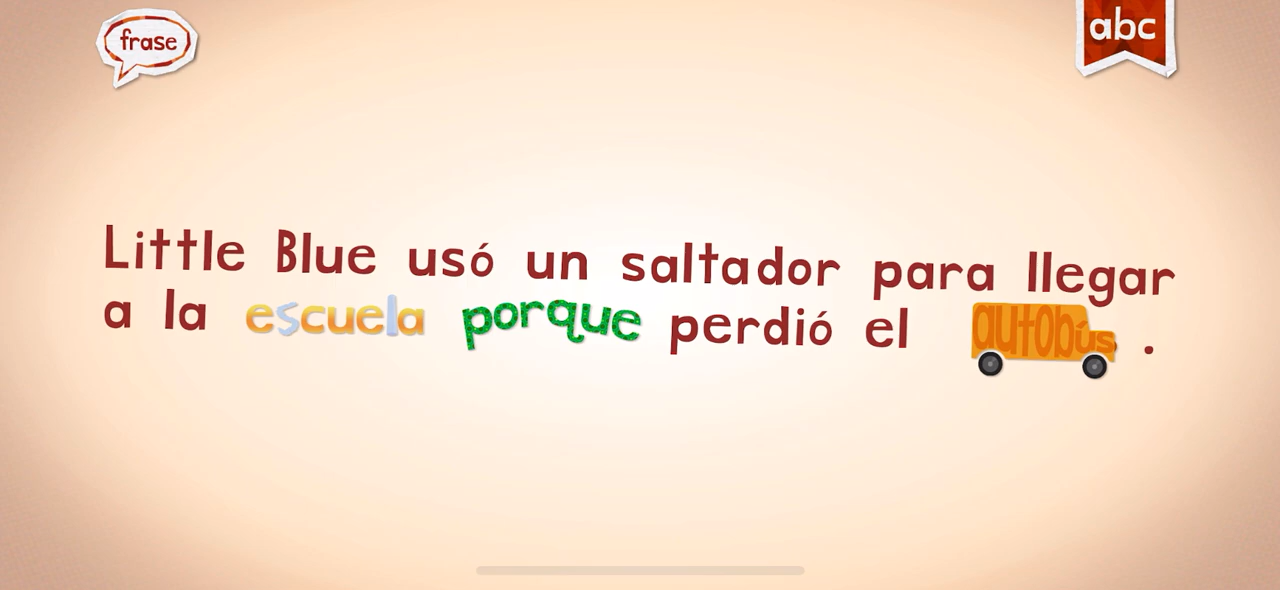 frase
abc
Little Blue usó un saltador para llegar
a la escuela porque perdió el autobús.